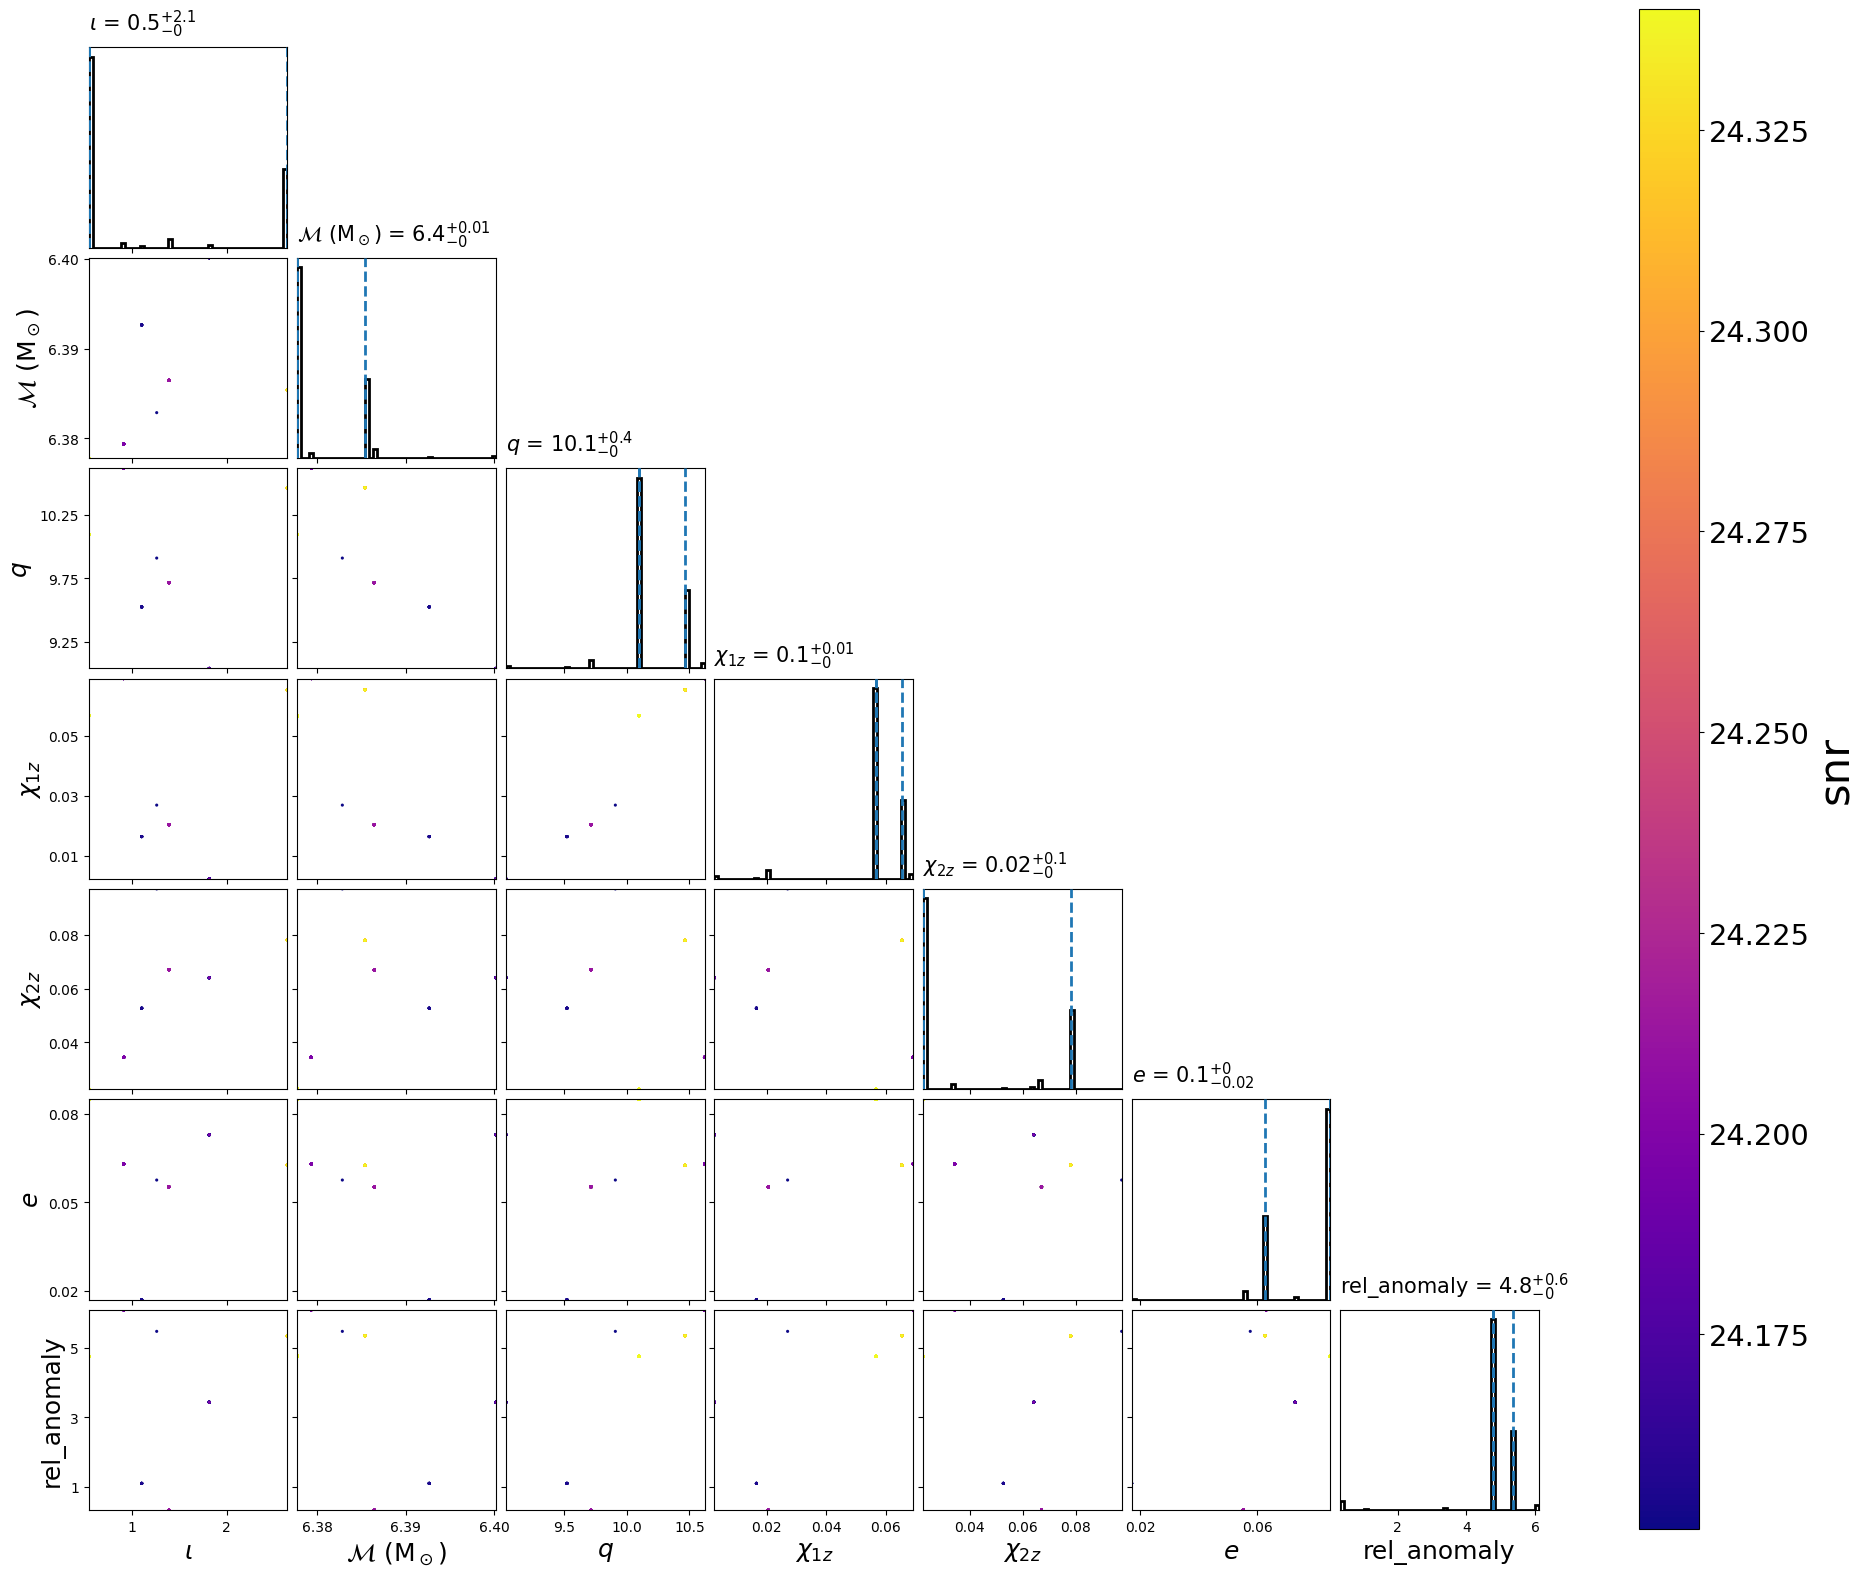 ι = 0.5⁺²·¹₋₀
ℳ (M_⊙) = 6.4⁺⁰·⁰¹₋₀
6.40
6.39
6.38
ℳ (M_⊙)
q = 10.1⁺⁰·⁴₋₀
10.25
9.75
9.25
q
χ₁z = 0.1⁺⁰·⁰¹₋₀
0.05
0.03
0.01
χ₁z
χ₂z = 0.02⁺⁰·¹₋₀
0.08
0.06
0.04
χ₂z
e = 0.1⁺⁰₋₀.₀₂
0.08
0.05
0.02
e
rel_anomaly = 4.8⁺⁰·⁶₋₀
5
3
1
rel_anomaly
1 2
6.38 6.39 6.40
9.5 10.0 10.5
0.02 0.04 0.06
0.04 0.06 0.08
0.02 0.06
2 4 6
ι
ℳ (M_⊙)
q
χ₁z
χ₂z
e
rel_anomaly
24.325
24.300
24.275
24.250
24.225
24.200
24.175
snr